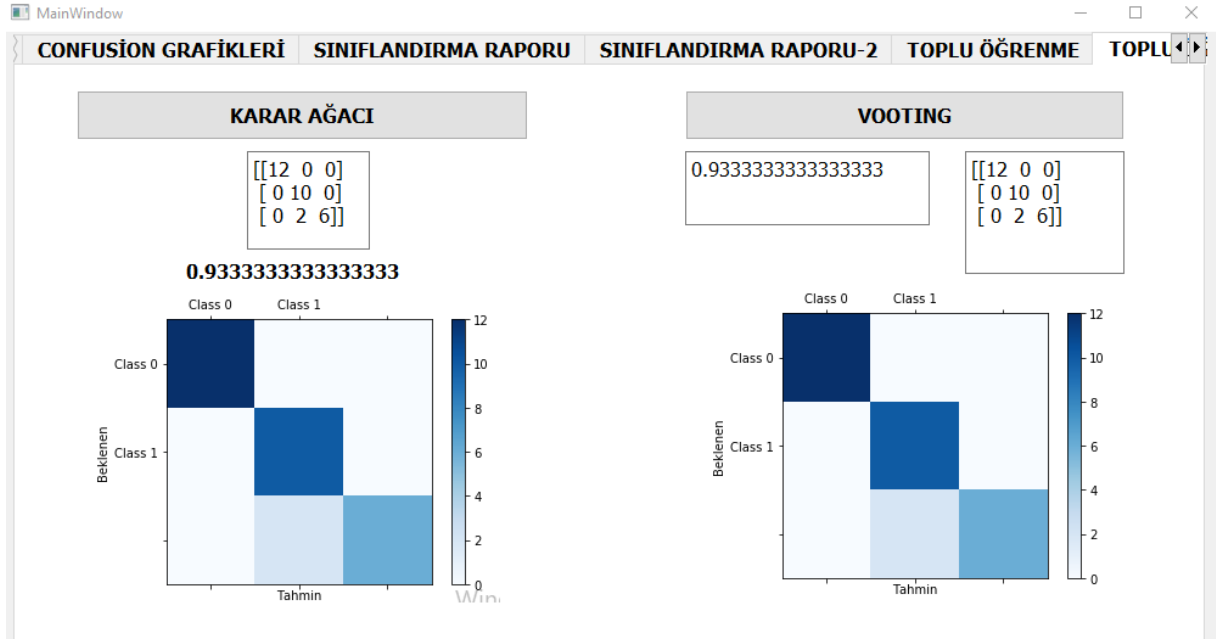 MainWindow
CONFUSİON GRAFİKLERİ SINIFLANDIRMA RAPORU SINIFLANDIRMA RAPORU-2 TOPLU ÖĞRENME
KARAR AĞACI
[[12 0 0]
[ 0 10 0]
[ 0 2 6]]
0.9333333333333333
Class 0 Class 1
Class 0
Class 1
Beklenen
Tahmin
12
10
8
6
4
2
0
VOOTING
0.9333333333333333
[[12 0 0]
[ 0 10 0]
[ 0 2 6]]
Class 0 Class 1
Class 0
Class 1
Beklenen
Tahmin
12
10
8
6
4
2
0